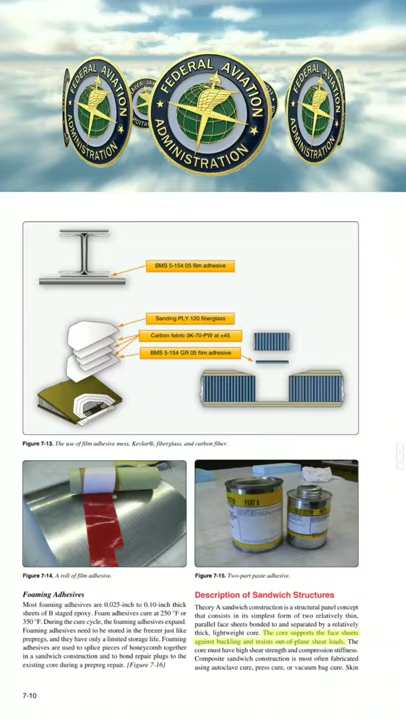 FEDERAL AVIATION
ADMINISTRATION
FEDERAL AVIATION
ADMINISTRATION
FEDERAL AVIATION
ADMINISTRATION
BMS 5-154 05 film adhesive
Sanding PLY 120 fiberglass
Carbon fabric 3K-70-PW at ±45
BMS 5-154 GR 05 film adhesive
Figure 7-13. The use of film adhesive mess, Kevlar®, fiberglass, and carbon fiber.
Figure 7-14. A roll of film adhesive.
PART A
Figure 7-15. Two-part paste adhesive.
Foaming Adhesives
Most foaming adhesives are 0.025-inch to 0.10-inch thick
sheets of B staged epoxy. Foam adhesives cure at 250 °F or
350 °F. During the cure cycle, the foaming adhesives expand.
Foaming adhesives need to be stored in the freezer just like
prepregs, and they have only a limited storage life. Foaming
adhesives are used to splice pieces of honeycomb together
in a sandwich construction and to bond repair plugs to the
existing core during a prepreg repair. [Figure 7-16]
Description of Sandwich Structures
Theory A sandwich construction is a structural panel concept
that consists in its simplest form of two relatively thin,
parallel face sheets bonded to and separated by a relatively
thick, lightweight core. The core supports the face sheets
against buckling and resists out-of-plane shear loads. The
core must have high shear strength and compression stiffness.
Composite sandwich construction is most often fabricated
using autoclave cure, press cure, or vacuum bag cure. Skin
7-10